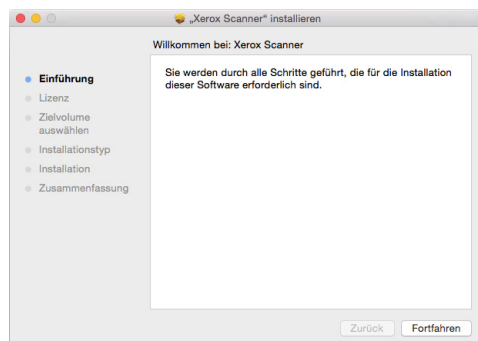 „Xerox Scanner“ installieren
Willkommen bei: Xerox Scanner
Einführung
Lizenz
Zielvolume
auswählen
Installationstyp
Installation
Zusammenfassung
Sie werden durch alle Schritte geführt, die für die Installation
dieser Software erforderlich sind.
Zurück
Fortfahren